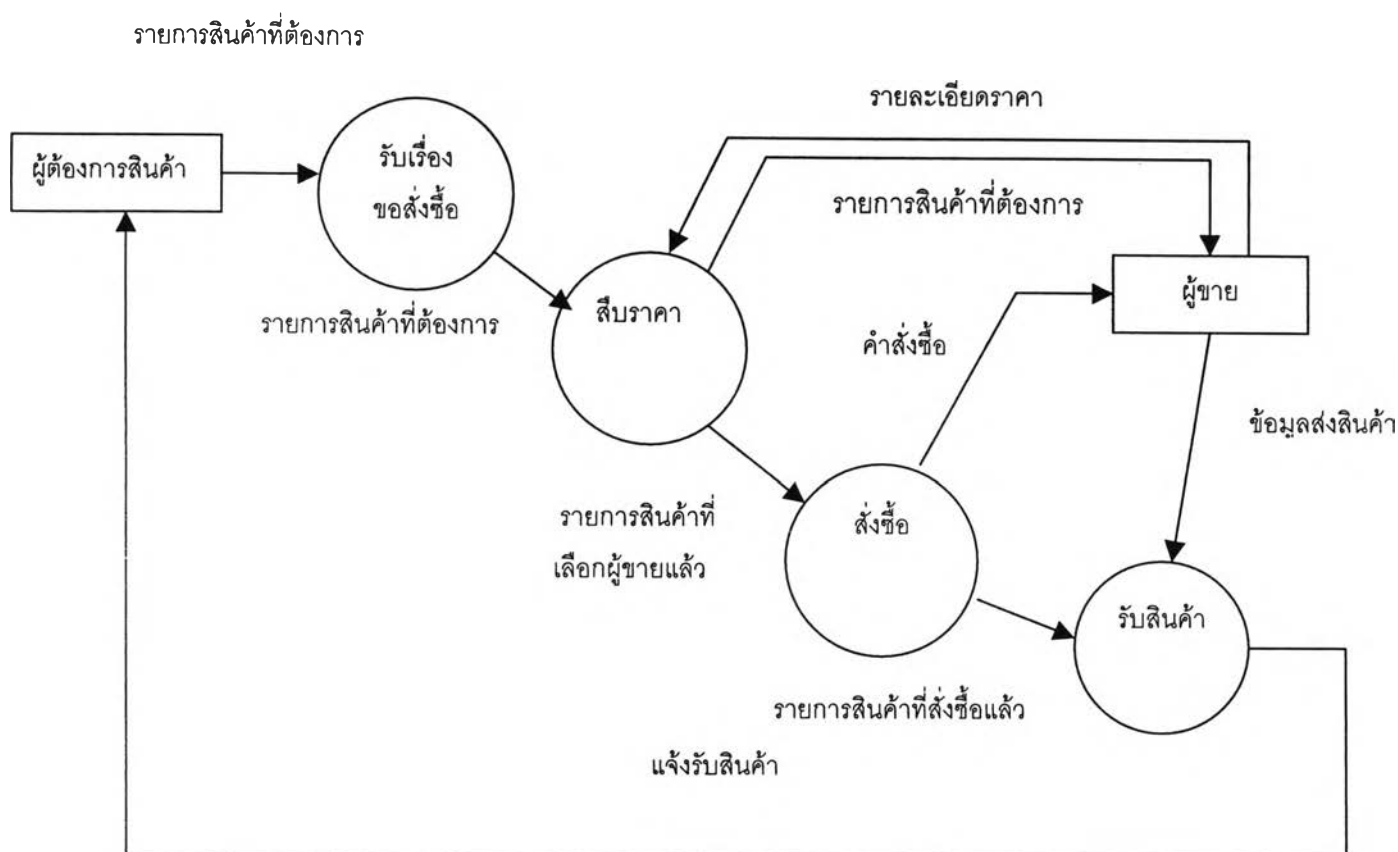 รายการสินค้าที่ต้องการ
รายละเอียดราคา
ผู้ต้องการสินค้า
รับเรื่อง
ขอสั่งซื้อ
รายการสินค้าที่ต้องการ
ผู้ขาย
สืบราคา
รายการสินค้าที่ต้องการ
คำสั่งซื้อ
ข้อมูลส่งสินค้า
รายการสินค้าที่
เลือกผู้ขายแล้ว
สั่งซื้อ
รับสินค้า
รายการสินค้าที่สั่งซื้อแล้ว
แจ้งรับสินค้า